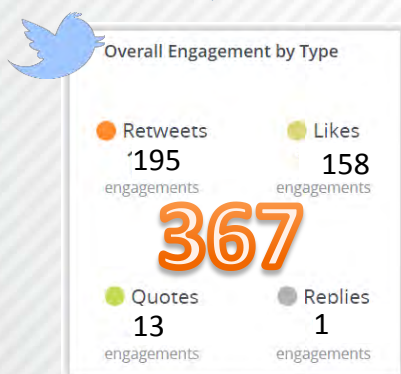 Overall Engagement by Type
Retweets Likes
195 158
engagements engagements
367
Quotes Replies
13 1
engagements engagements